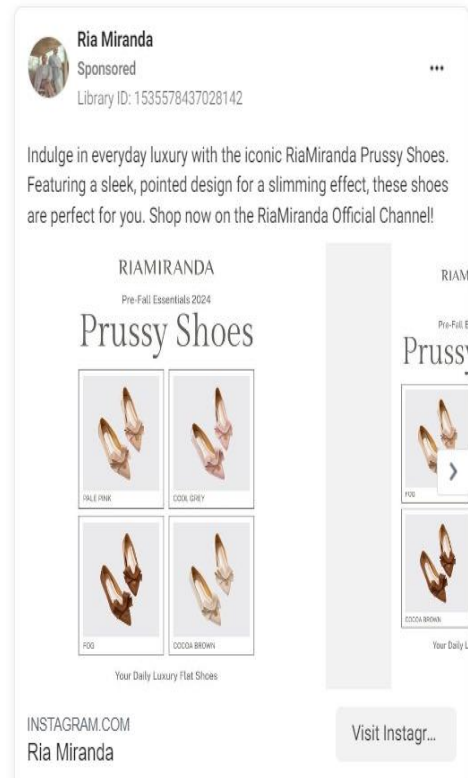 Ria Miranda
Sponsored
Library ID: 1535578437028142
Indulge in everyday luxury with the iconic RiaMiranda Prussy Shoes.
Featuring a sleek, pointed design for a slimming effect, these shoes
are perfect for you. Shop now on the RiaMiranda Official Channel!
RIAMIRANDA
Pre-Fall Essentials 2024
Prussy Shoes
PALE PINK
COOL GREY
FOG
COCOA BROWN
Your Daily Luxury Flat Shoes
RIAM
Pre-Fall E
Prussy
FOG
COCOA BROWN
Your Daily L
INSTAGRAM.COM
Ria Miranda
Visit Instagr...